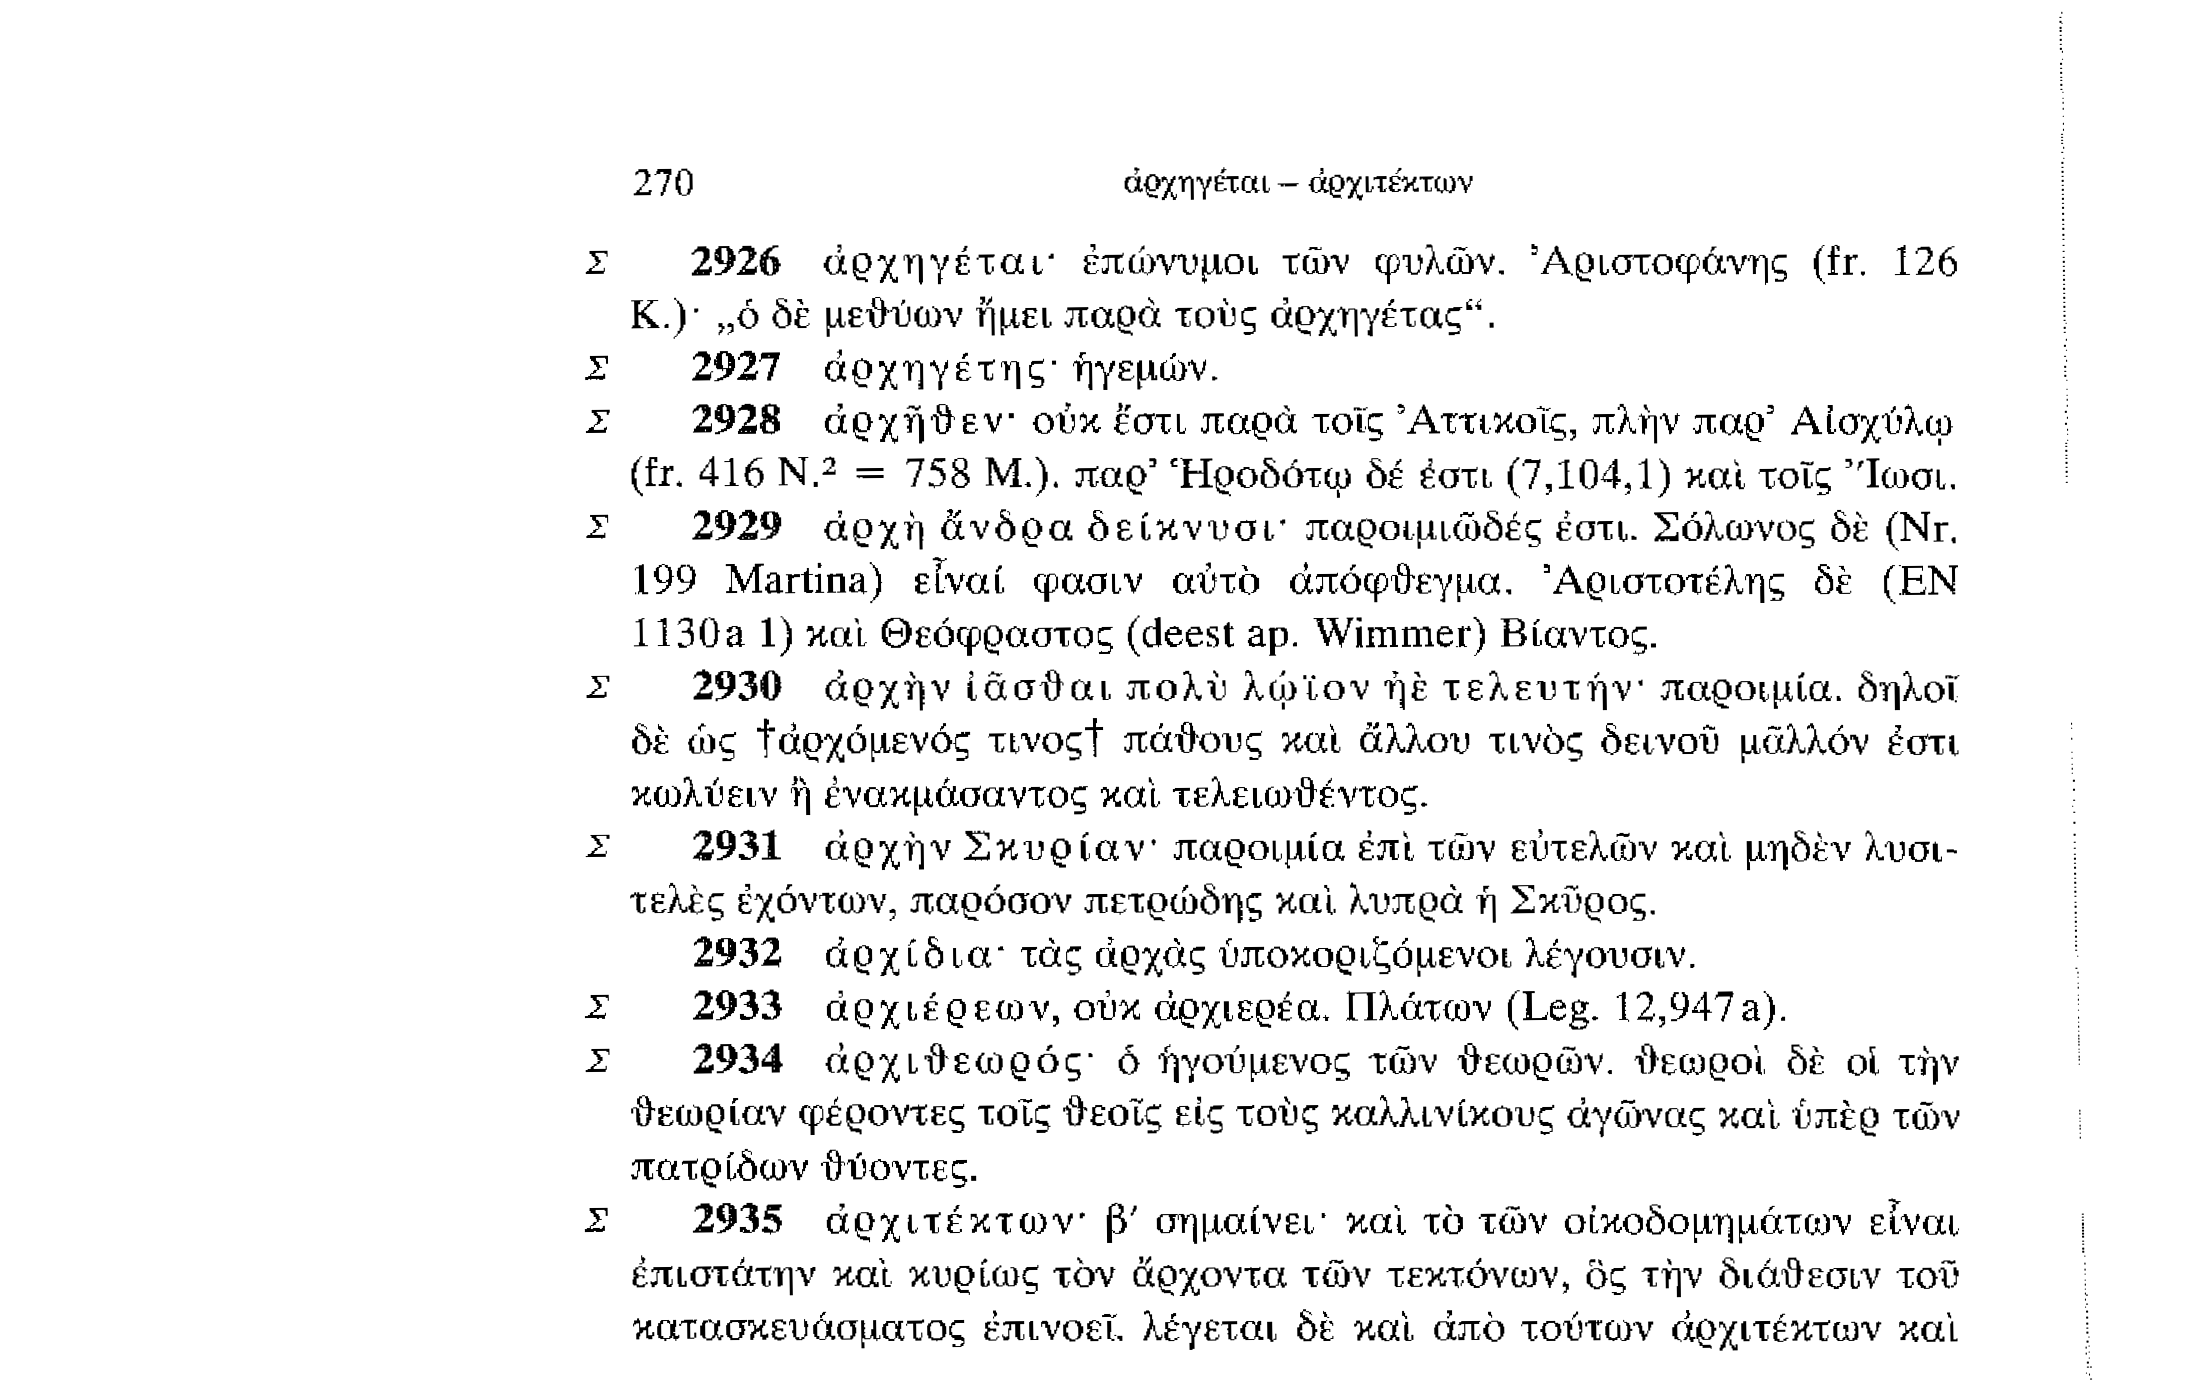 270 ἀρχηγέται – ἀρχιτέκτων
Σ 2926 ἀρχηγέται· ἐπώνυμοι τῶν φυλῶν. Ἀριστοφάνης (fr. 126
K.)· „ὁ δὲ μεθύων ἤμει παρὰ τοὺς ἀρχηγέτας“.
Σ 2927 ἀρχηγέτης· ἡγεμών.
Σ 2928 ἀρχῆθεν· οὐκ ἔστι παρὰ τοῖς Ἀττικοῖς, πλὴν παρ’ Αἰσχύλῳ
(fr. 416 N.² = 758 M.). παρ’ Ἡροδότῳ δέ ἐστι (7,104,1) καὶ τοῖς Ἴωσι.
Σ 2929 ἀρχὴ ἄνδρα δείκνυσι· παροιμιῶδές ἐστι. Σόλωνος δὲ (Nr.
199 Martina) εἶναί φασιν αὐτὸ ἀπόφθεγμα. Ἀριστοτέλης δὲ (EN
1130a 1) καὶ Θεόφραστος (deest ap. Wimmer) Βίαντος.
Σ 2930 ἀρχὴν ἰᾶσθαι πολὺ λώϊον ἠὲ τελευτήν· παροιμία. δηλοῖ
δὲ ὡς †ἀρχόμενός τινος† πάθους καὶ ἄλλου τινὸς δεινοῦ μᾶλλόν ἐστι
κωλύειν ἢ ἐνακμάσαντος καὶ τελειωθέντος.
Σ 2931 ἀρχὴν Σκυρίαν· παροιμία ἐπὶ τῶν εὐτελῶν καὶ μηδὲν λυσι-
τελὲς ἐχόντων, παρόσον πετρώδης καὶ λυπρὰ ἡ Σκῦρος.
2932 ἀρχίδια· τὰς ἀρχὰς ὑποκοριζόμενοι λέγουσιν.
Σ 2933 ἀρχιέρεων, οὐκ ἀρχιερέα. Πλάτων (Leg. 12,947a).
Σ 2934 ἀρχιθεωρός· ὁ ἡγούμενος τῶν θεωρῶν. θεωροὶ δὲ οἱ τὴν
θεωρίαν φέροντες τοῖς θεοῖς εἰς τοὺς καλλινίκους ἀγῶνας καὶ ὑπὲρ τῶν
πατρίδων θύοντες.
Σ 2935 ἀρχιτέκτων· β′ σημαίνει· καὶ τὸ τῶν οἰκοδομημάτων εἶναι
ἐπιστάτην καὶ κυρίως τὸν ἄρχοντα τῶν τεκτόνων, ὃς τὴν διάθεσιν τοῦ
κατασκευάσματος ἐπινοεῖ. λέγεται δὲ καὶ ἀπὸ τούτων ἀρχιτέκτων καὶ